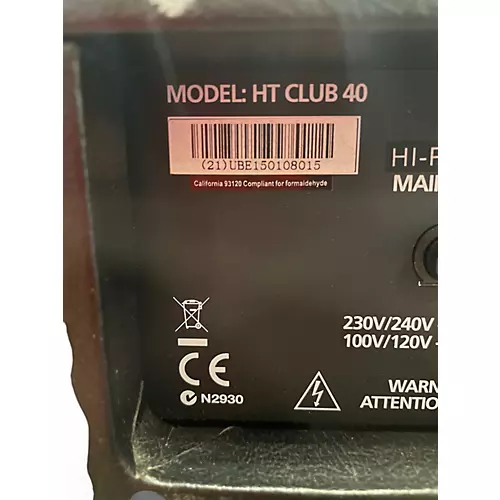 MODEL: HT CLUB 40
(21)UBE150108015
California 93120 Compliant for formaldehyde
HI-
MAI
230V/240V
100V/120V
CE
N2930
WARN
ATTENTIO